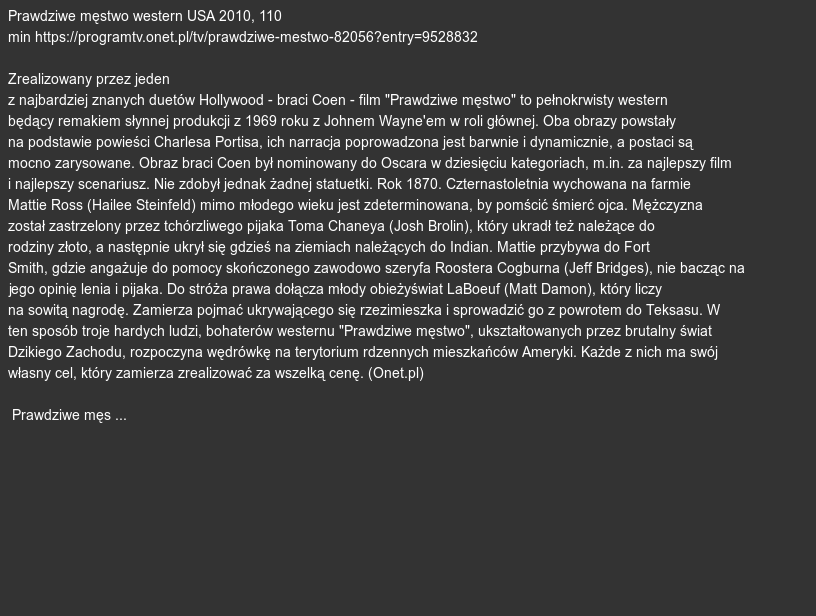 Prawdziwe męstwo western USA 2010, 110
min https://programtv.onet.pl/tv/prawdziwe-mestwo-82056?entry=9528832
Zrealizowany przez jeden
z najbardziej znanych duetów Hollywood - braci Coen - film "Prawdziwe męstwo" to pełnokrwisty western
będący remakiem słynnej produkcji z 1969 roku z Johnem Wayne'em w roli głównej. Oba obrazy powstały
na podstawie powieści Charlesa Portisa, ich narracja poprowadzona jest barwnie i dynamicznie, a postaci są
mocno zarysowane. Obraz braci Coen był nominowany do Oscara w dziesięciu kategoriach, m.in. za najlepszy film
i najlepszy scenariusz. Nie zdobył jednak żadnej statuetki. Rok 1870. Czternastoletnia wychowana na farmie
Mattie Ross (Hailee Steinfeld) mimo młodego wieku jest zdeterminowana, by pomścić śmierć ojca. Mężczyzna
został zastrzelony przez tchórzliwego pijaka Toma Chaneya (Josh Brolin), który ukradł też należące do
rodziny złoto, a następnie ukrył się gdzieś na ziemiach należących do Indian. Mattie przybywa do Fort
Smith, gdzie angażuje do pomocy skończonego zawodowo szeryfa Roostera Cogburna (Jeff Bridges), nie bacząc na
jego opinię lenia i pijaka. Do stróża prawa dołącza młody obieżyświat LaBoeuf (Matt Damon), który liczy
na sowitą nagrodę. Zamierza pojmać ukrywającego się rzezimieszka i sprowadzić go z powrotem do Teksasu. W
ten sposób troje hardych ludzi, bohaterów westernu "Prawdziwe męstwo", ukształtowanych przez brutalny świat
Dzikiego Zachodu, rozpoczyna wędrówkę na terytorium rdzennych mieszkańców Ameryki. Każde z nich ma swój
własny cel, który zamierza zrealizować za wszelką cenę. (Onet.pl)
Prawdziwe męs ...